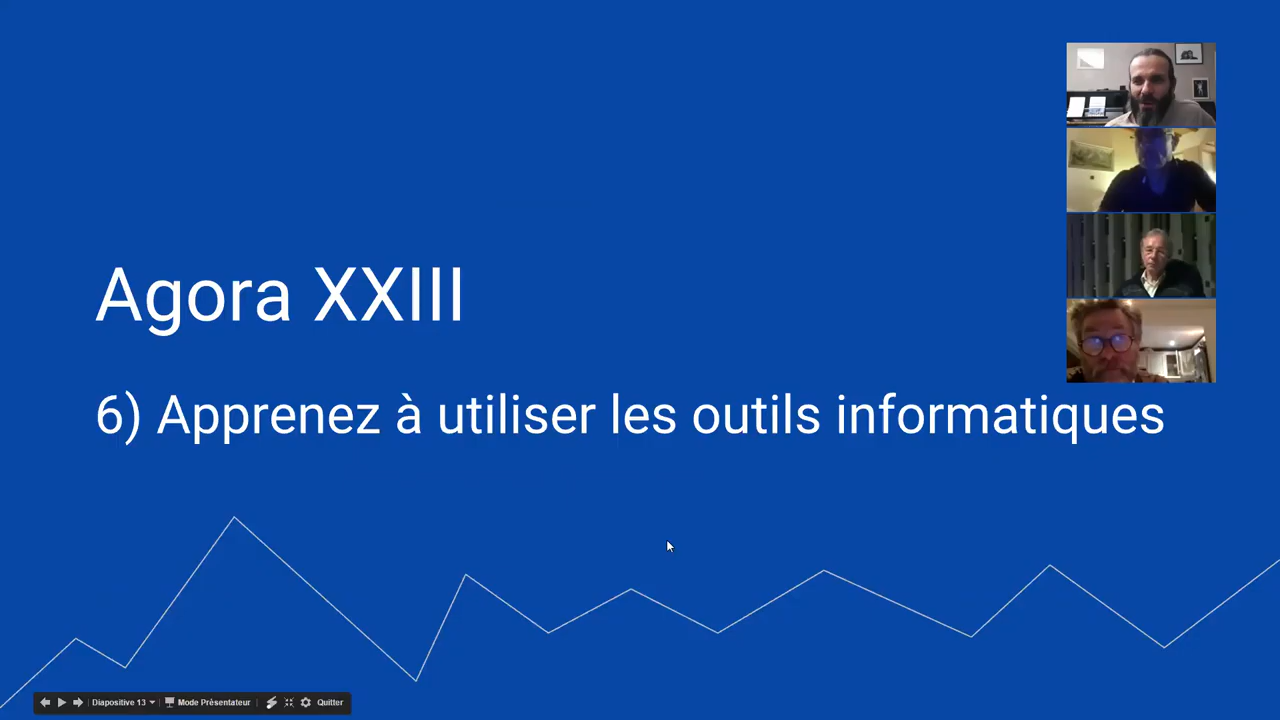 Agora XXIII
6) Apprenez à utiliser les outils informatiques
Diapositive 13 Mode Présentateur Quitter